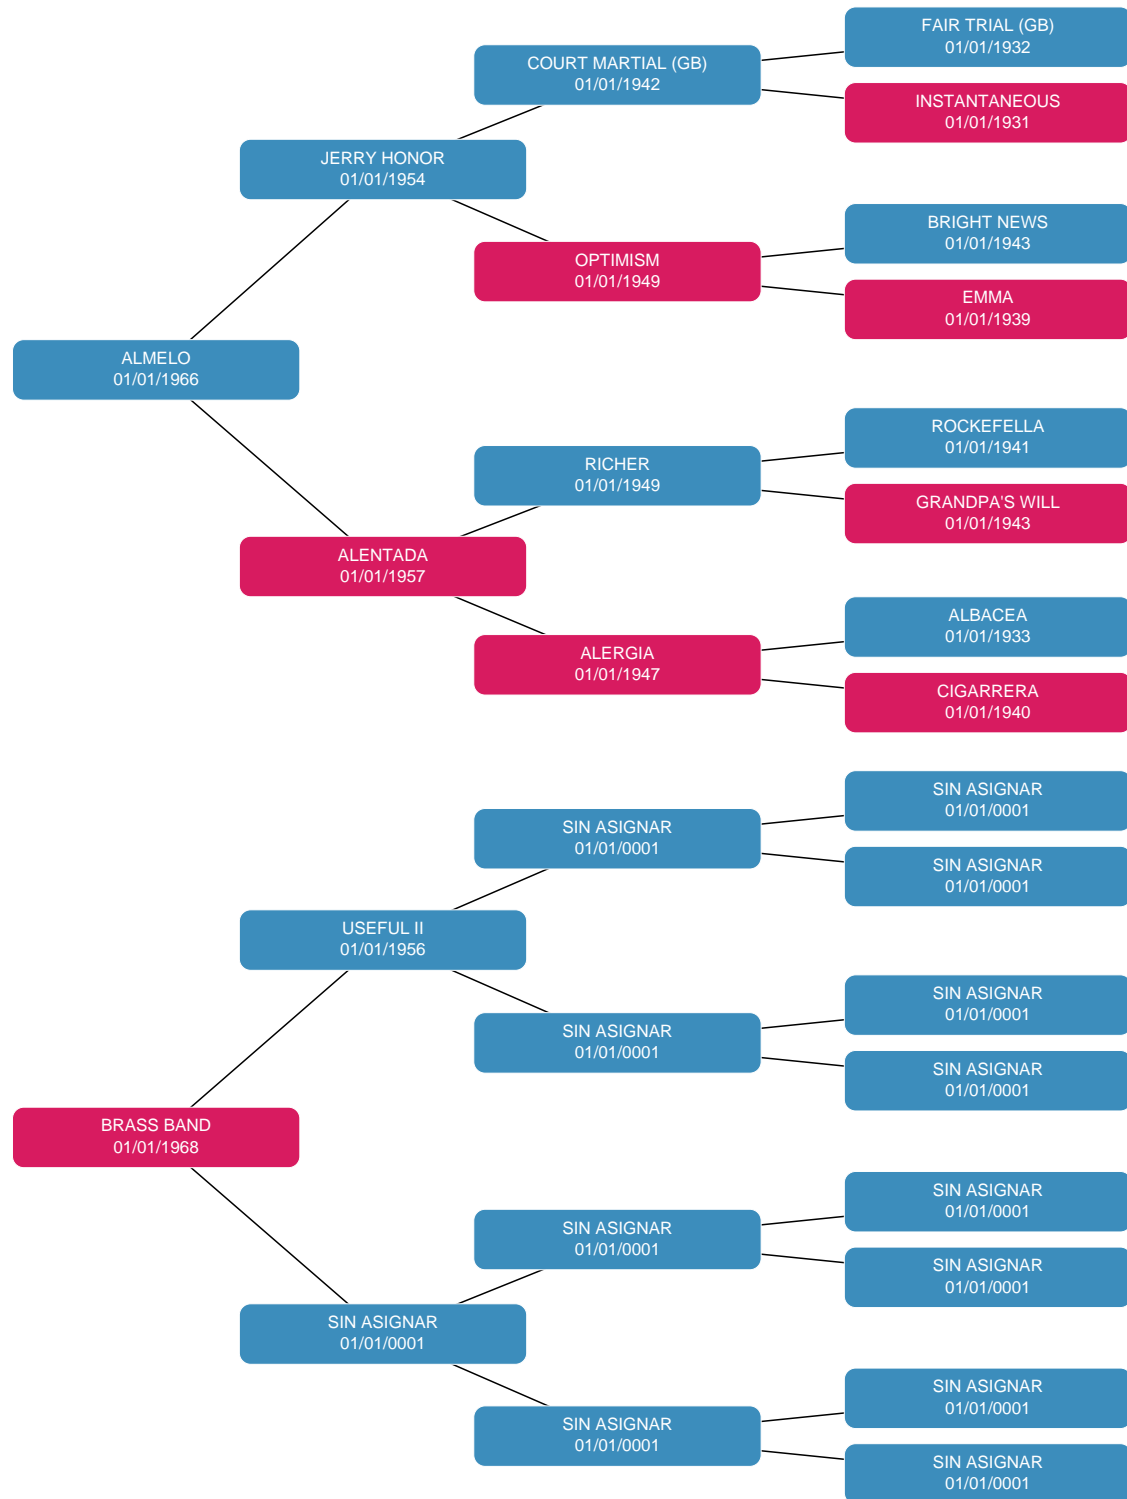 FAIR TRIAL (GB)
01/01/1932
COURT MARTIAL (GB)
01/01/1942
INSTANTANEOUS
01/01/1931
JERRY HONOR
01/01/1954
BRIGHT NEWS
01/01/1943
OPTIMISM
01/01/1949
EMMA
01/01/1939
ALMELO
01/01/1966
ROCKEFELLA
01/01/1941
RICHER
01/01/1949
GRANDPA'S WILL
01/01/1943
ALENTADA
01/01/1957
ALBACEA
01/01/1933
ALERGIA
01/01/1947
CIGARRERA
01/01/1940
SIN ASIGNAR
01/01/0001
SIN ASIGNAR
01/01/0001
SIN ASIGNAR
01/01/0001
USEFUL II
01/01/1956
SIN ASIGNAR
01/01/0001
SIN ASIGNAR
01/01/0001
SIN ASIGNAR
01/01/0001
BRASS BAND
01/01/1968
SIN ASIGNAR
01/01/0001
SIN ASIGNAR
01/01/0001
SIN ASIGNAR
01/01/0001
SIN ASIGNAR
01/01/0001
SIN ASIGNAR
01/01/0001
SIN ASIGNAR
01/01/0001
SIN ASIGNAR
01/01/0001